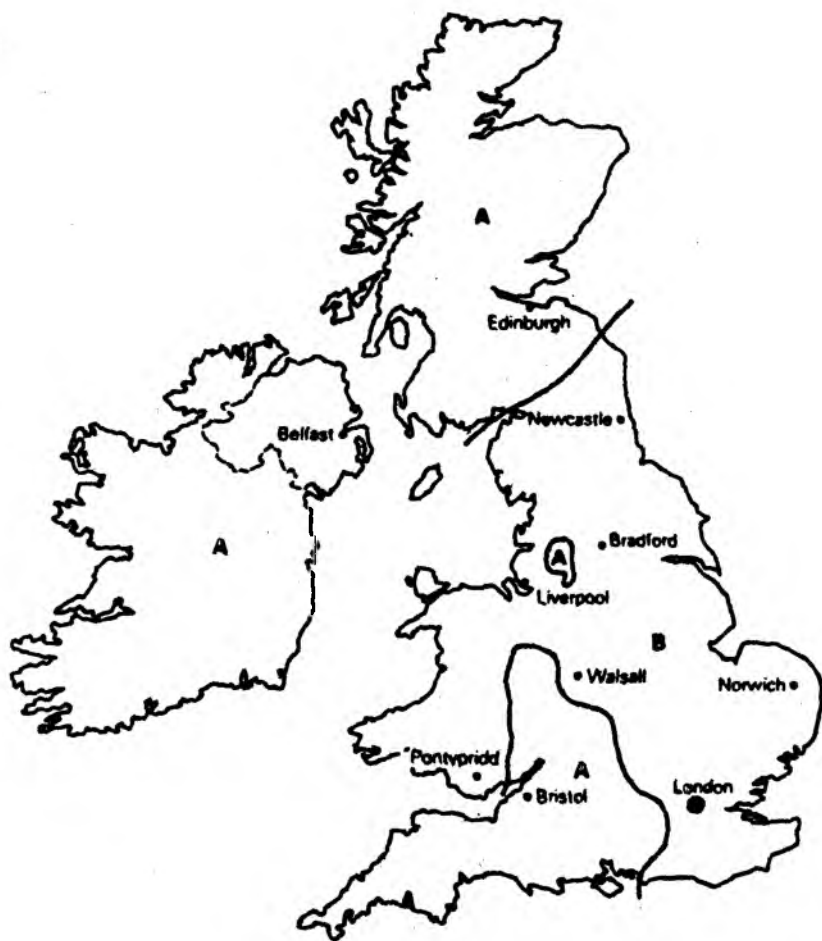 A
Edinburgh
Newcastle
Belfast
A
A
Bradford
Liverpool
B
Walsall
Norwich
Pontypridd
A
London
Bristol